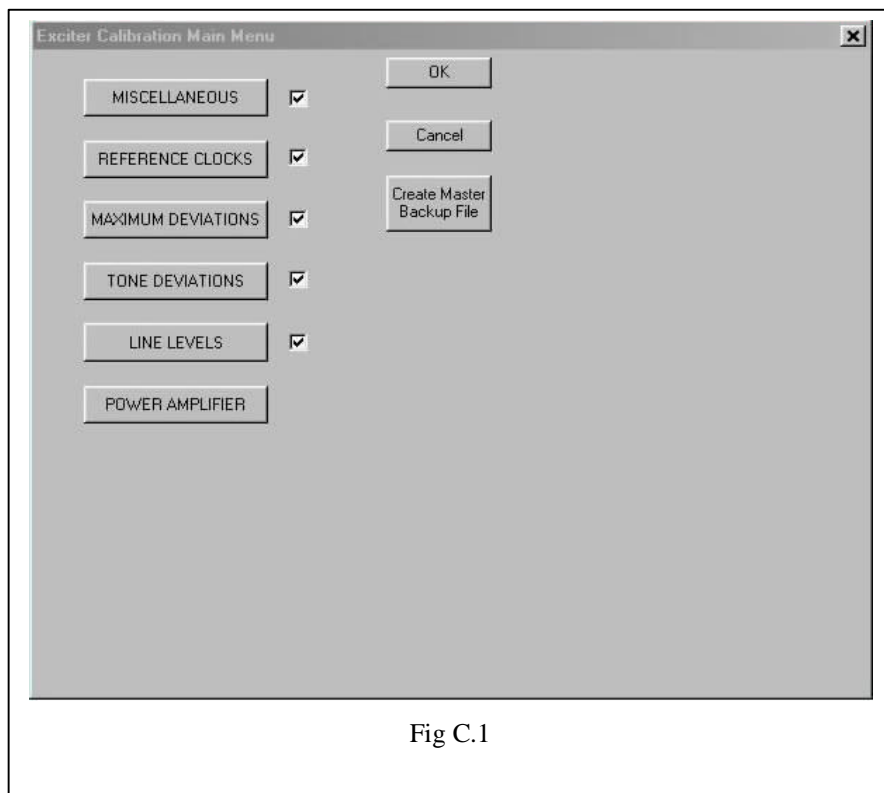 Exciter Calibration Main Menu
MISCELLANEOUS
REFERENCE CLOCKS
MAXIMUM DEVIATIONS
TONE DEVIATIONS
LINE LEVELS
POWER AMPLIFIER
OK
Cancel
Create Master
Backup File
Fig C.1